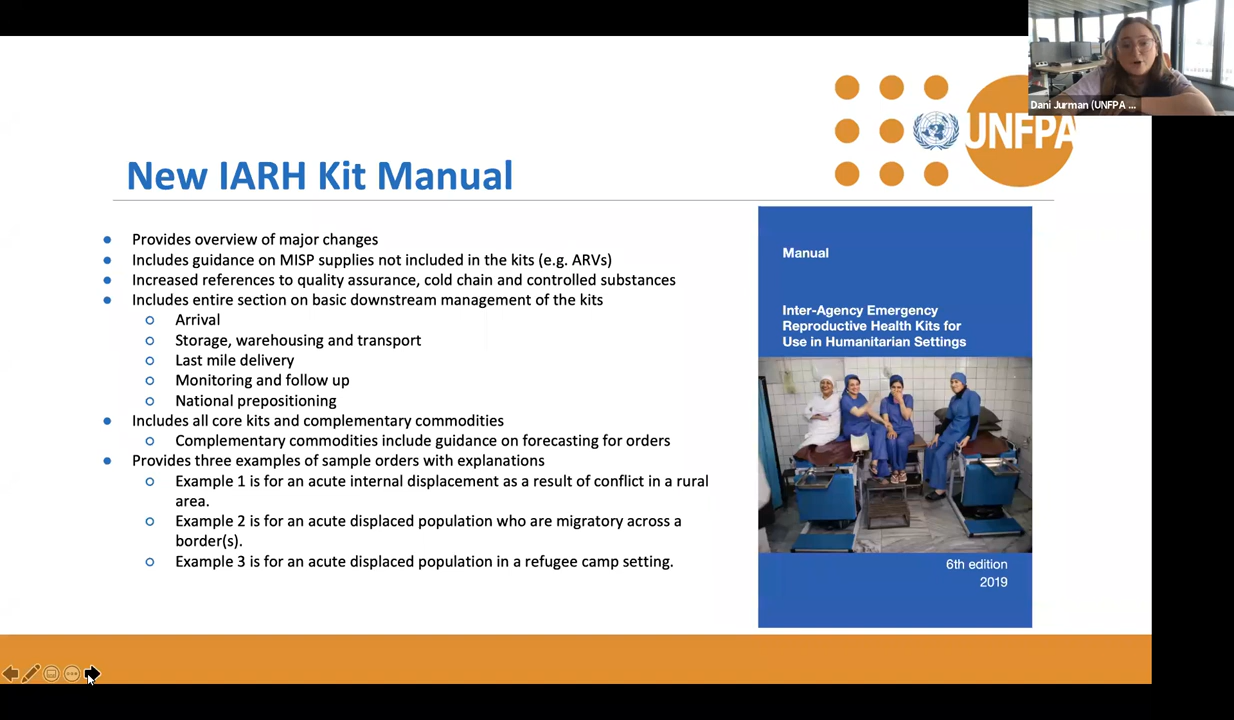 Dani Jurman (UNFPA ...
UNFPA
New IARH Kit Manual
Provides overview of major changes
Includes guidance on MISP supplies not included in the kits (e.g. ARVs)
Increased references to quality assurance, cold chain and controlled substances
Includes entire section on basic downstream management of the kits
Arrival
Storage, warehousing and transport
Last mile delivery
Monitoring and follow up
National prepositioning
Includes all core kits and complementary commodities
Complementary commodities include guidance on forecasting for orders
Provides three examples of sample orders with explanations
Example 1 is for an acute internal displacement as a result of conflict in a rural
area.
Example 2 is for an acute displaced population who are migratory across a
border(s).
Example 3 is for an acute displaced population in a refugee camp setting.
Manual
Inter-Agency Emergency
Reproductive Health Kits for
Use in Humanitarian Settings
6th edition
2019